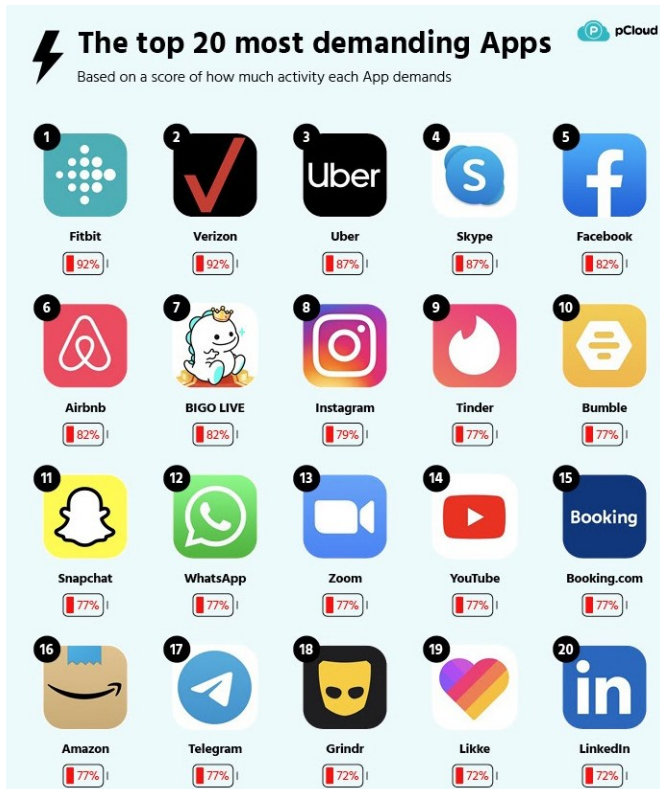 The top 20 most demanding Apps
P pCloud
Based on a score of how much activity each App demands
1 2 3 4 5
Uber S f
Fitbit Verizon Uber Skype Facebook
92% 92% 87% 87% 82%
6 7 8 9 10
Airbnb BIGO LIVE Instagram Tinder Bumble
82% 82% 79% 77% 77%
11 12 13 14 15
Booking
Snapchat WhatsApp Zoom YouTube Booking.com
77% 77% 77% 77% 77%
16 17 18 19 20
in
Amazon Telegram Grindr Likke LinkedIn
77% 77% 72% 72% 72%